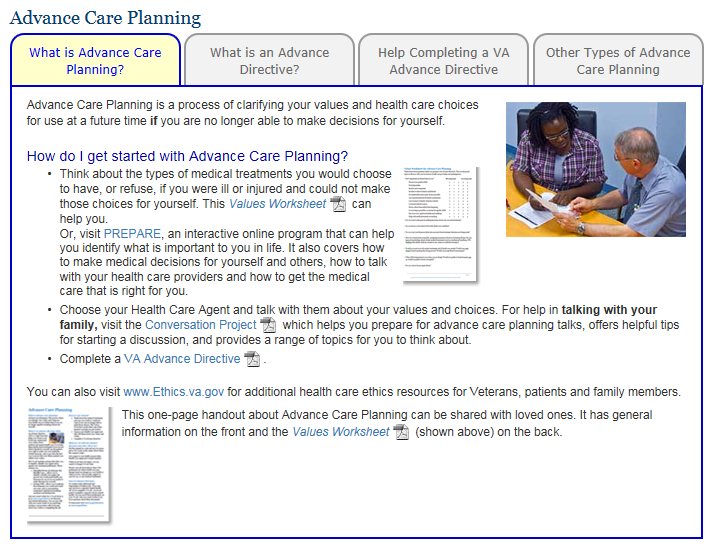 Advance Care Planning
What is Advance Care
Planning?
What is an Advance
Directive?
Help Completing a VA
Advance Directive
Other Types of Advance
Care Planning
Advance Care Planning is a process of clarifying your values and health care choices
for use at a future time if you are no longer able to make decisions for yourself.
How do I get started with Advance Care Planning?
• Think about the types of medical treatments you would choose
to have, or refuse, if you were ill or injured and could not make
those choices for yourself. This Values Worksheet can
help you.
Or, visit PREPARE, an interactive online program that can help
you identify what is important to you in life. It also covers how
to make medical decisions for yourself and others, how to talk
with your health care providers and how to get the medical
care that is right for you.
• Choose your Health Care Agent and talk with them about your values and choices. For help in talking with your
family, visit the Conversation Project which helps you prepare for advance care planning talks, offers helpful tips
for starting a discussion, and provides a range of topics for you to think about.
• Complete a VA Advance Directive .
You can also visit www.Ethics.va.gov for additional health care ethics resources for Veterans, patients and family members.
Advance Care Planning
This one-page handout about Advance Care Planning can be shared with loved ones. It has general
information on the front and the Values Worksheet (shown above) on the back.